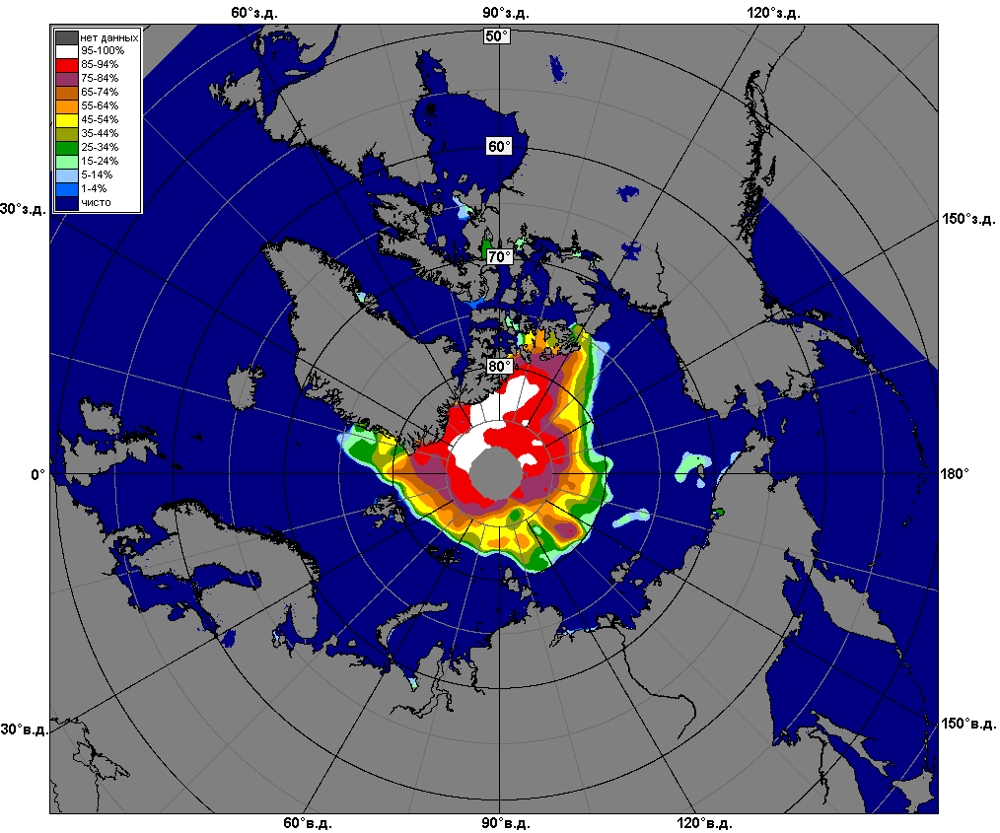 60°з.д.
90°з.д.
120°з.д.
50°
нет данных
95-100%
85-94%
75-84%
65-74%
55-64%
45-54%
35-44%
25-34%
15-24%
5-14%
1-4%
чисто
60°
30°з.д.
150°з.д.
70°
80°
0°
180°
30°в.д.
150°в.д.
60°в.д.
90°в.д.
120°в.д.